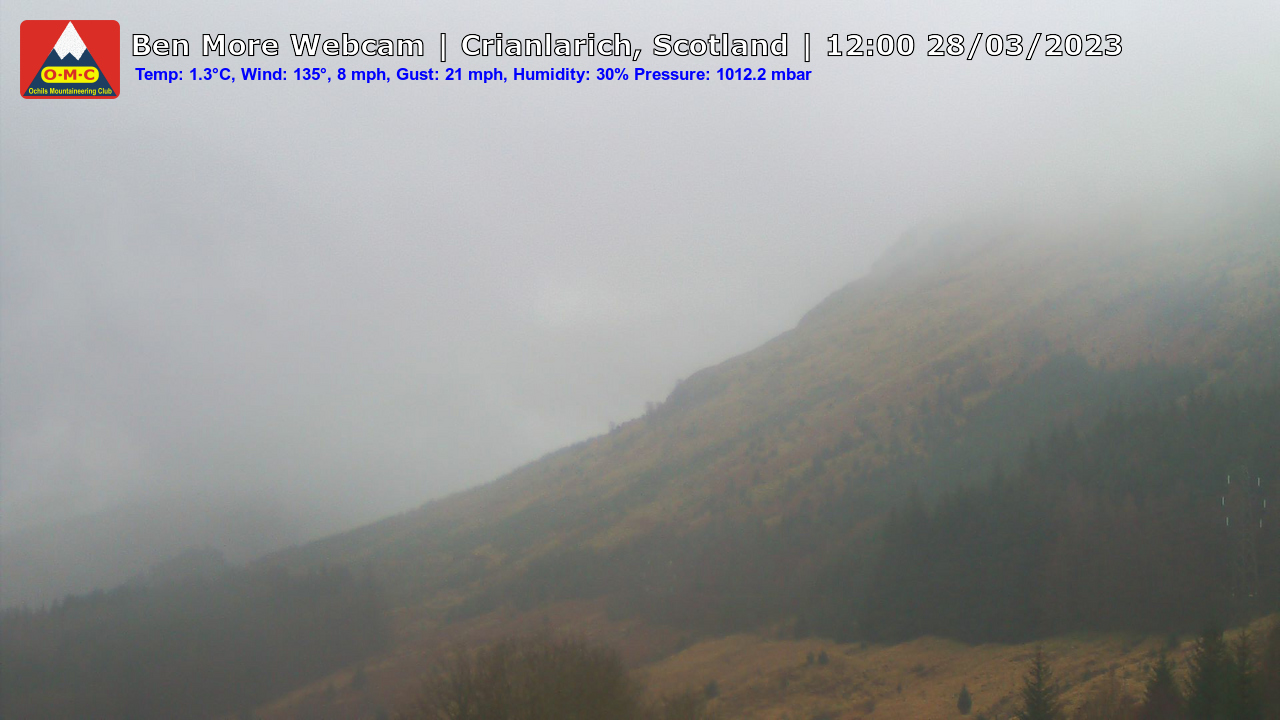 Ben More Webcam | Crianlarich, Scotland | 12:00 28/03/2023
Temp: 1.3°C, Wind: 135°, 8 mph, Gust: 21 mph, Humidity: 30% Pressure: 1012.2 mbar
O·M·C
Ochils Mountaineering Club